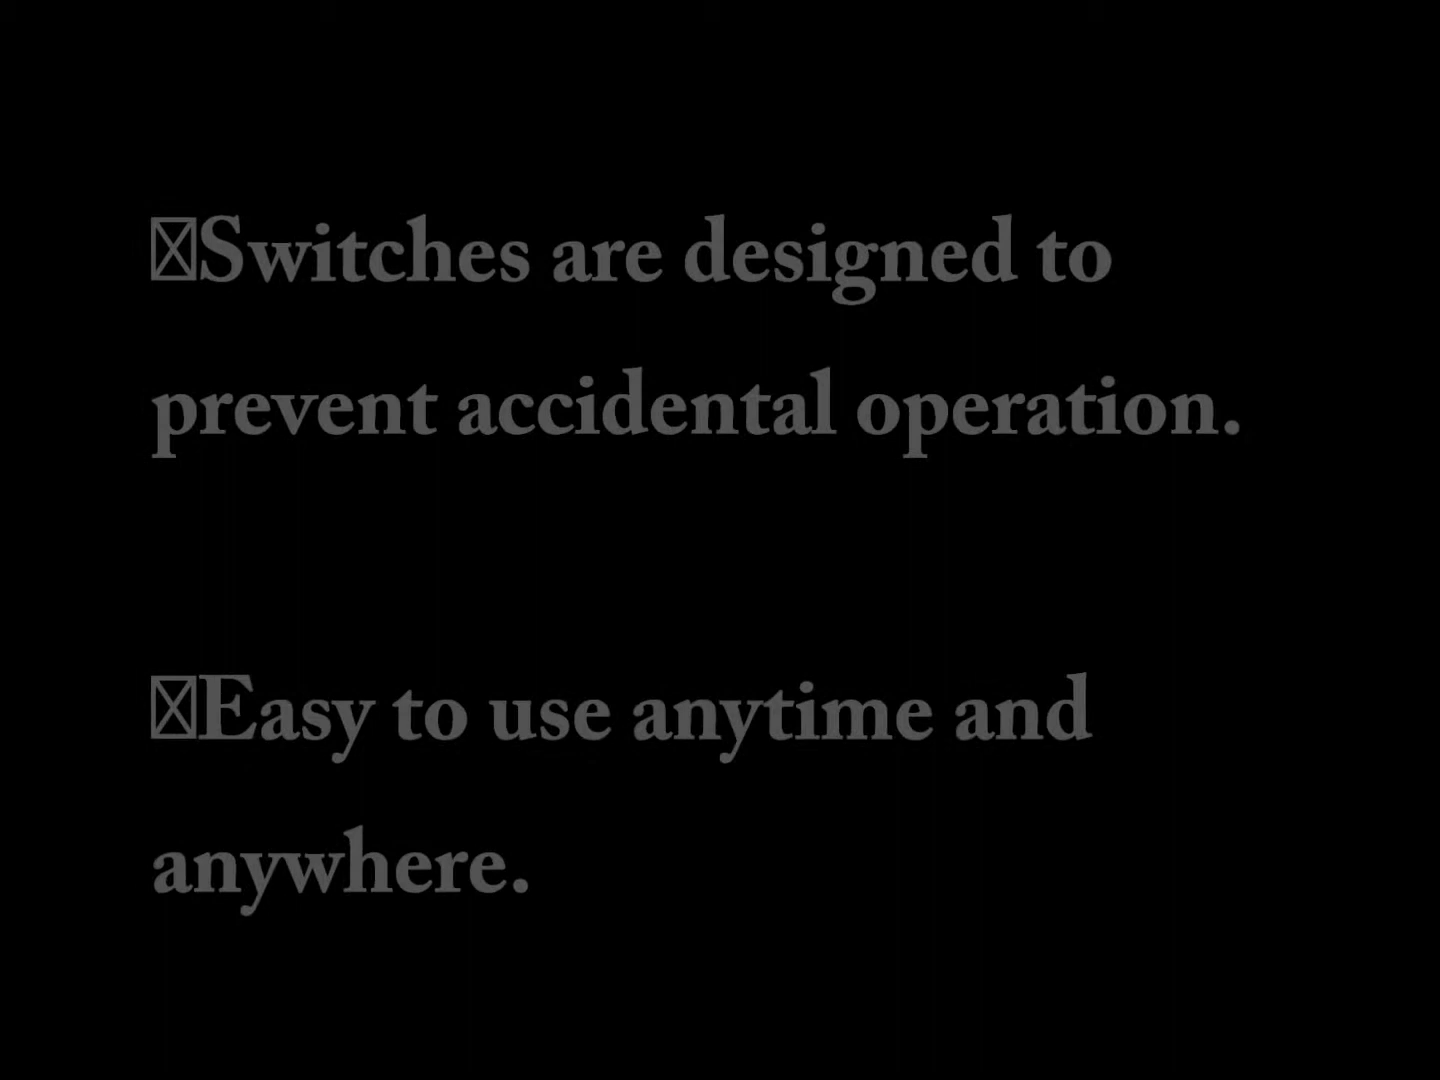 Switches are designed to
prevent accidental operation.
Easy to use anytime and
anywhere.